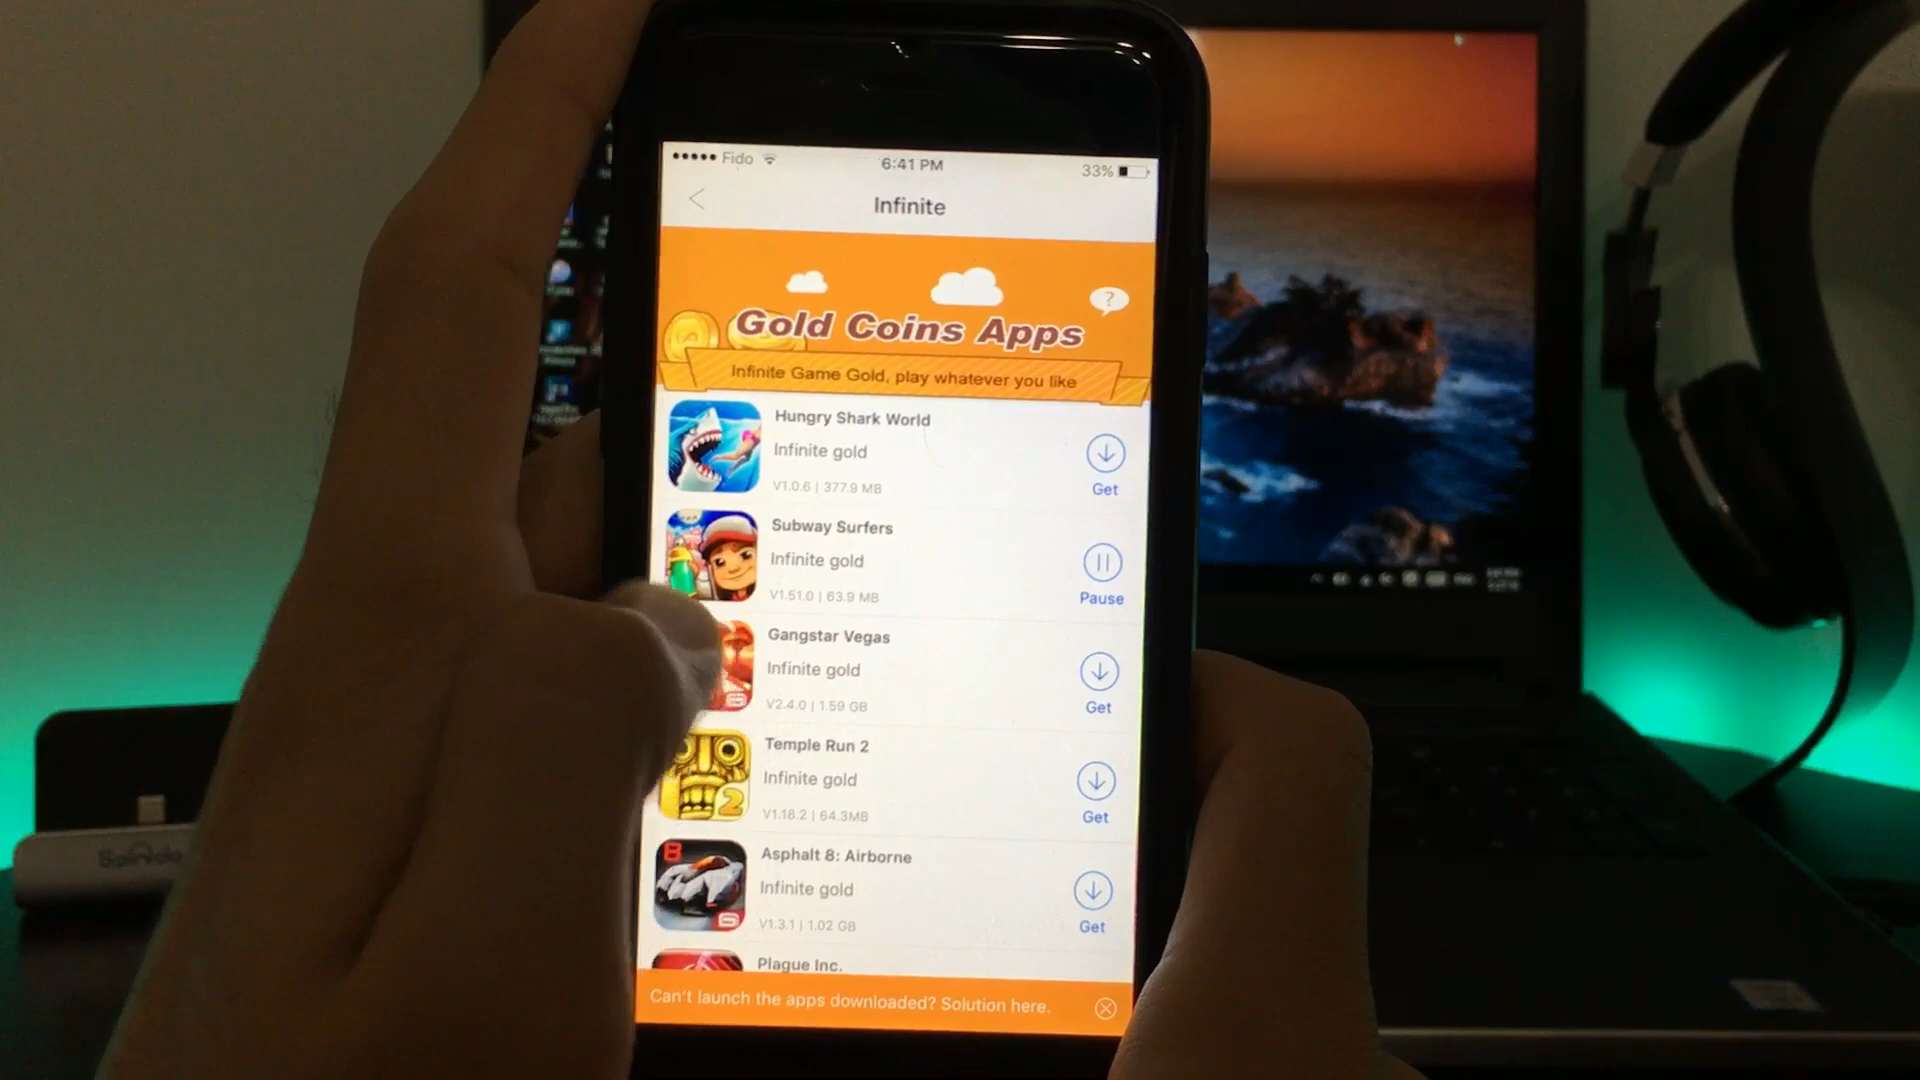 Fido
6:41 PM
33%
Infinite
?
Gold Coins Apps
Infinite Game Gold, play whatever you like
Hungry Shark World
Infinite gold
V1.0.6 | 377.9 MB
Get
Subway Surfers
Infinite gold
V1.51.0 | 63.9 MB
Pause
Gangstar Vegas
Infinite gold
V2.4.0 | 1.59 GB
Get
Temple Run 2
Infinite gold
V1.18.2 | 64.3MB
Get
2
Asphalt 8: Airborne
Infinite gold
V1.3.1 | 1.02 GB
Get
8
Plague Inc.
Can't launch the apps downloaded? Solution here.
Spinido